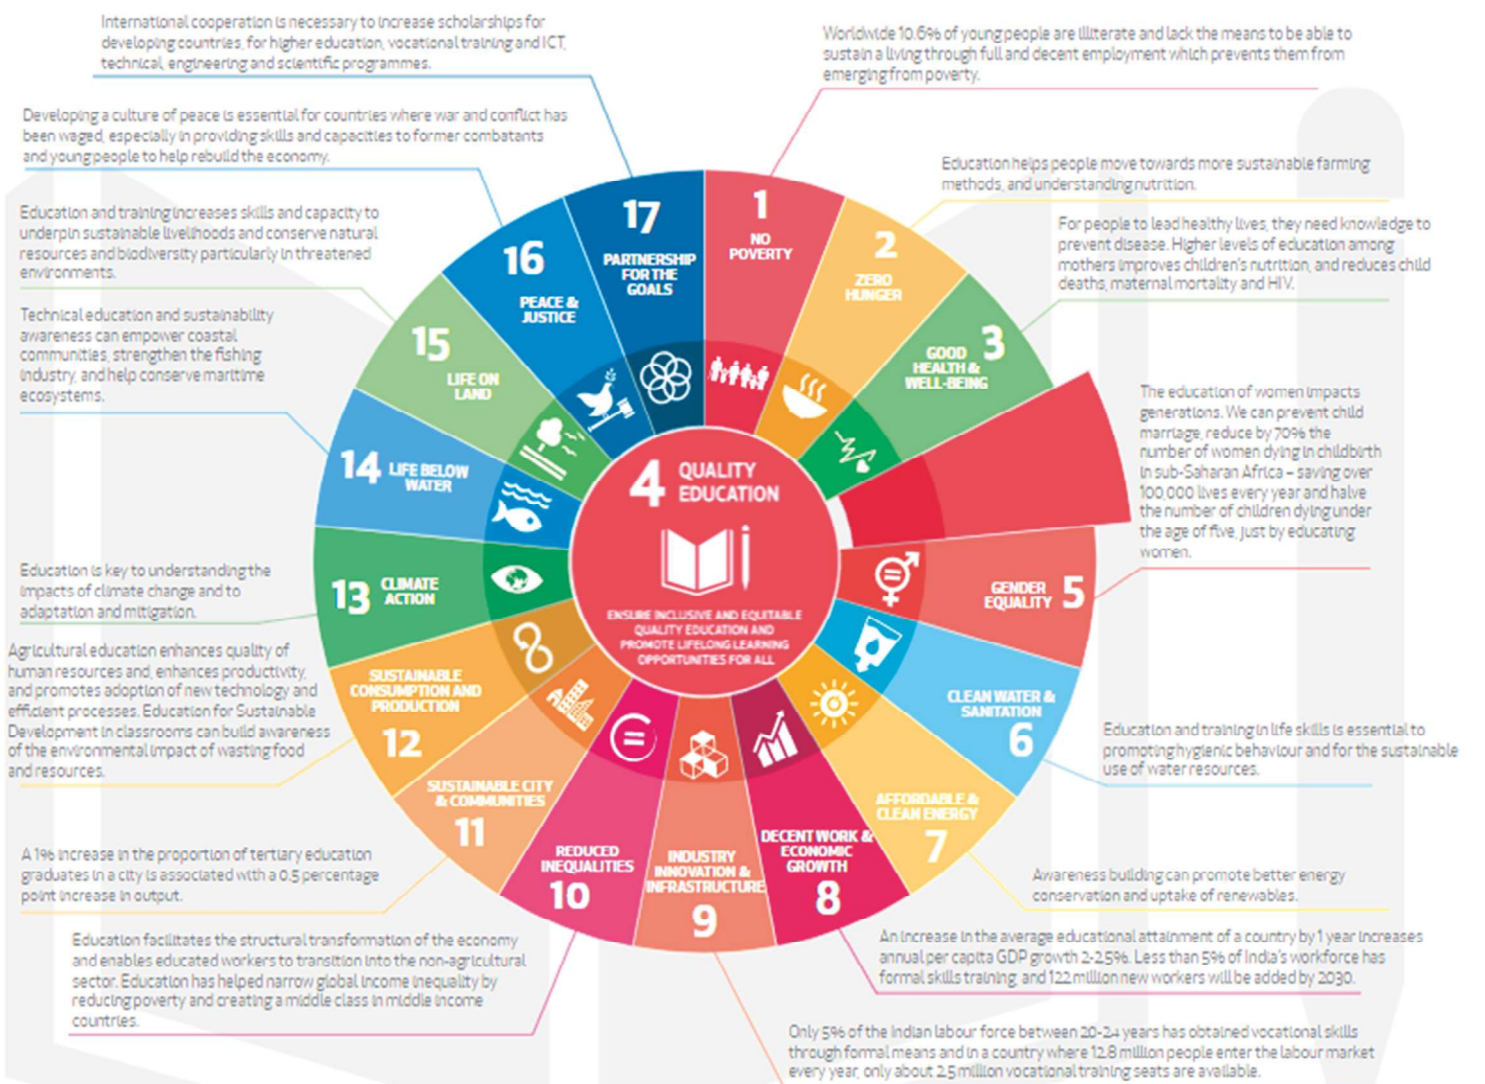 International cooperation is necessary to increase scholarships for
developing countries, for higher education, vocational training and ICT,
technical, engineering and scientific programmes.
Worldwide 10.6% of young people are illiterate and lack the means to be able to
sustain a living through full and decent employment which prevents them from
emerging from poverty.
Developing a culture of peace is essential for countries where war and conflict has
been waged, especially in providing skills and capacities to former combatants
and young people to help rebuild the economy.
Education helps people move towards more sustainable farming
methods, and understanding nutrition.
Education and training increases skills and capacity to
underpin sustainable livelihoods and conserve natural
resources and biodiversity particularly in threatened
environments.
For people to lead healthy lives, they need knowledge to
prevent disease. Higher levels of education among
mothers improves children's nutrition, and reduces child
deaths, maternal mortality and HIV.
Technical education and sustainability
awareness can empower coastal
communities, strengthen the fishing
industry, and help conserve maritime
ecosystems.
The education of women impacts
generations. We can prevent child
marriage, reduce by 70% the
number of women dying in childbirth
in sub-Saharan Africa – saving over
100,000 lives every year and halve
the number of children dying under
the age of five, just by educating
women.
Education is key to understanding the
impacts of climate change and to
adaptation and mitigation.
Agricultural education enhances quality of
human resources and, enhances productivity,
and promotes adoption of new technology and
efficient processes. Education for Sustainable
Development in classrooms can build awareness
of the environmental impact of wasting food
and resources.
Education and training in life skills is essential to
promoting hygienic behaviour and for the sustainable
use of water resources.
A 1% increase in the proportion of tertiary education
graduates in a city is associated with a 0.5 percentage
point increase in output.
Awareness building can promote better energy
conservation and uptake of renewables.
Education facilitates the structural transformation of the economy
and enables educated workers to transition into the non-agricultural
sector. Education has helped narrow global income inequality by
reducing poverty and creating a middle class in middle income
countries.
An increase in the average educational attainment of a country by 1 year increases
annual per capita GDP growth 2-2.5%. Less than 5% of India's workforce has
formal skills training, and 122 million new workers will be added by 2030.
Only 5% of the Indian labour force between 20-24 years has obtained vocational skills
through formal means and in a country where 12.8 million people enter the labour market
every year, only about 2.5 million vocational training seats are available.
1
NO
POVERTY
2
ZERO
HUNGER
3
GOOD
HEALTH &
WELL-BEING
4 QUALITY
EDUCATION
ENSURE INCLUSIVE AND EQUITABLE
QUALITY EDUCATION AND
PROMOTE LIFELONG LEARNING
OPPORTUNITIES FOR ALL
GENDER
EQUALITY 5
CLEAN WATER &
SANITATION
6
AFFORDABLE &
CLEAN ENERGY
7
DECENT WORK &
ECONOMIC
GROWTH
8
INDUSTRY
INNOVATION &
INFRASTRUCTURE
9
REDUCED
INEQUALITIES
10
SUSTAINABLE CITY
& COMMUNITIES
11
SUSTAINABLE
CONSUMPTION AND
PRODUCTION
12
13 CLIMATE
ACTION
14 LIFE BELOW
WATER
15
LIFE ON
LAND
16
PEACE &
JUSTICE
17
PARTNERSHIP
FOR THE
GOALS